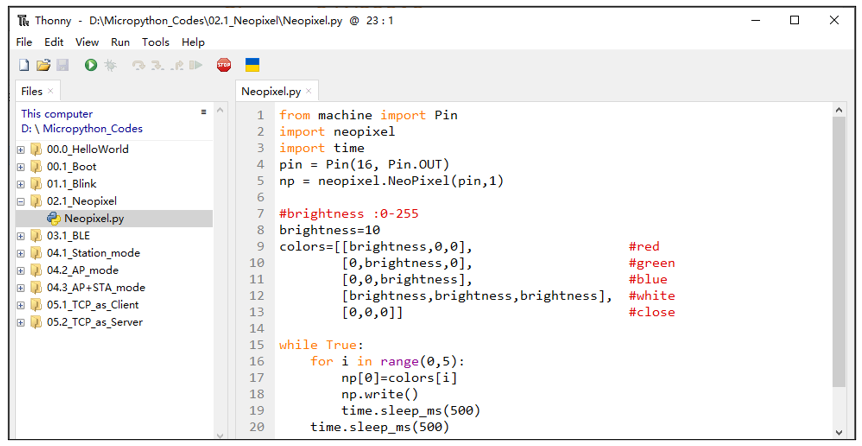 Thonny - D:\Micropython_Codes\02.1_Neopixel\Neopixel.py @ 23 : 1
File Edit View Run Tools Help
STOP
Files ×
This computer
D: \ Micropython_Codes
00.0_HelloWorld
00.1_Boot
01.1_Blink
02.1_Neopixel
Neopixel.py
03.1_BLE
04.1_Station_mode
04.2_AP_mode
04.3_AP+STA_mode
05.1_TCP_as_Client
05.2_TCP_as_Server
Neopixel.py ×
1 from machine import Pin
2 import neopixel
3 import time
4 pin = Pin(16, Pin.OUT)
5 np = neopixel.NeoPixel(pin,1)
6
7 #brightness :0-255
8 brightness=10
9 colors=[[brightness,0,0], #red
10 [0,brightness,0], #green
11 [0,0,brightness], #blue
12 [brightness,brightness,brightness], #white
13 [0,0,0]] #close
14
15 while True:
16 for i in range(0,5):
17 np[0]=colors[i]
18 np.write()
19 time.sleep_ms(500)
20 time.sleep_ms(500)